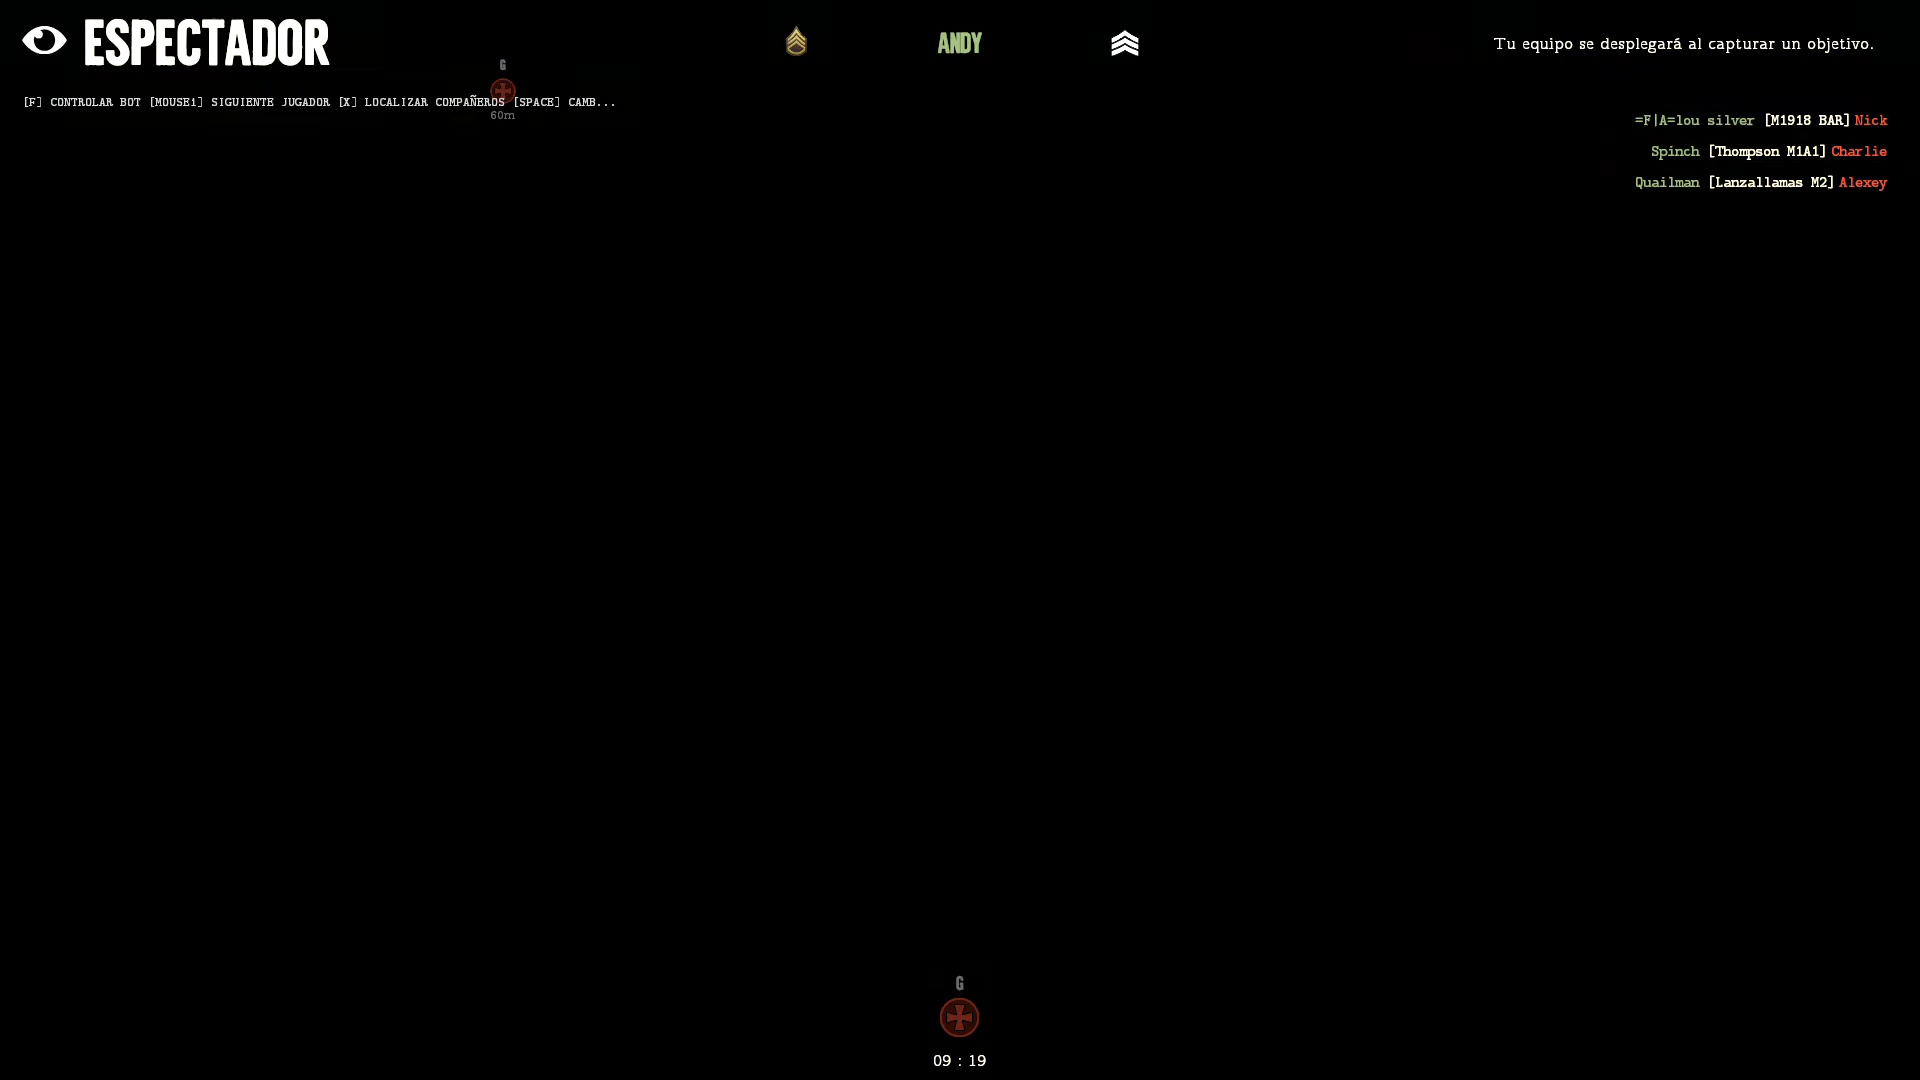 ESPECTADOR
ANDY
Tu equipo se desplegará al capturar un objetivo.
G
[F] CONTROLAR BOT [MOUSE1] SIGUIENTE JUGADOR [X] LOCALIZAR COMPAÑEROS [SPACE] CAMB...
60m
=F|A=lou silver [M1918 BAR] Nick
Spinch [Thompson M1A1] Charlie
Quailman [Lanzallamas M2] Alexey
G
09 : 19